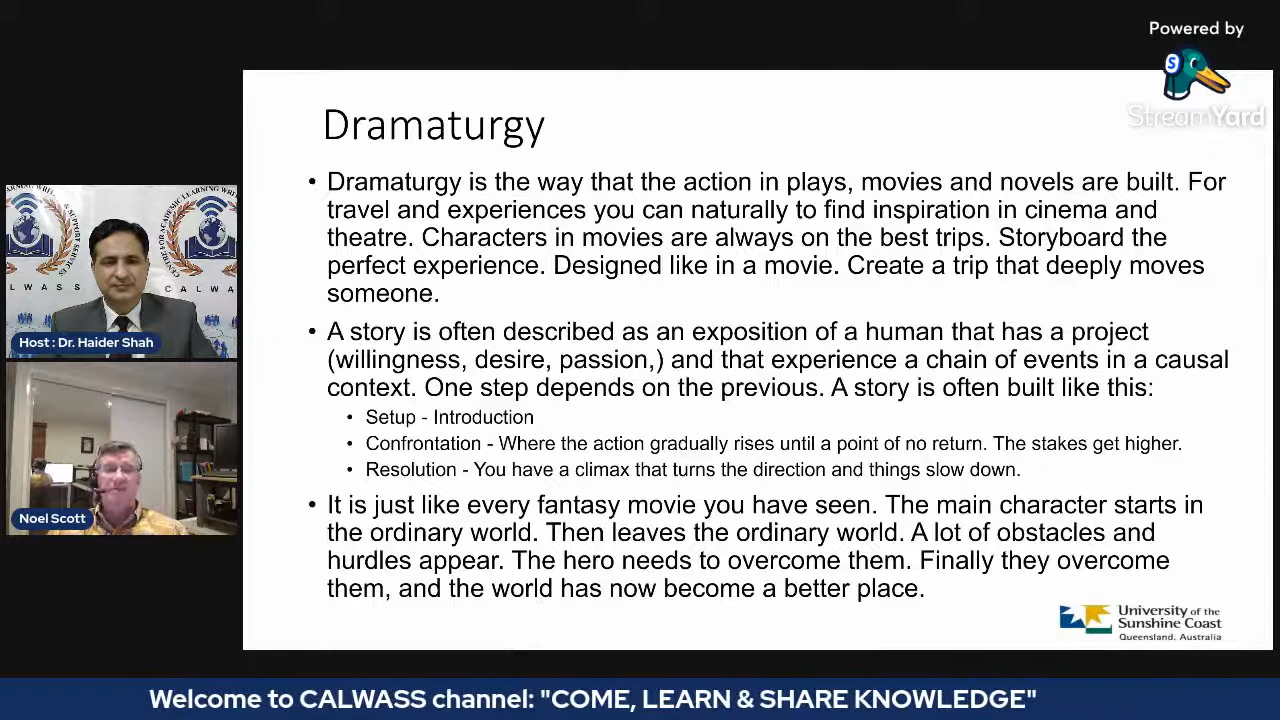 Powered by
StreamYard
Dramaturgy
• Dramaturgy is the way that the action in plays, movies and novels are built. For
travel and experiences you can naturally to find inspiration in cinema and
theatre. Characters in movies are always on the best trips. Storyboard the
perfect experience. Designed like in a movie. Create a trip that deeply moves
someone.
• A story is often described as an exposition of a human that has a project
(willingness, desire, passion,) and that experience a chain of events in a causal
context. One step depends on the previous. A story is often built like this:
• Setup - Introduction
• Confrontation - Where the action gradually rises until a point of no return. The stakes get higher.
• Resolution - You have a climax that turns the direction and things slow down.
• It is just like every fantasy movie you have seen. The main character starts in
the ordinary world. Then leaves the ordinary world. A lot of obstacles and
hurdles appear. The hero needs to overcome them. Finally they overcome
them, and the world has now become a better place.
University of the
Sunshine Coast
Queensland, Australia
LWASS
CALWASS
Host : Dr. Haider Shah
Noel Scott
Welcome to CALWASS channel: "COME, LEARN & SHARE KNOWLEDGE"